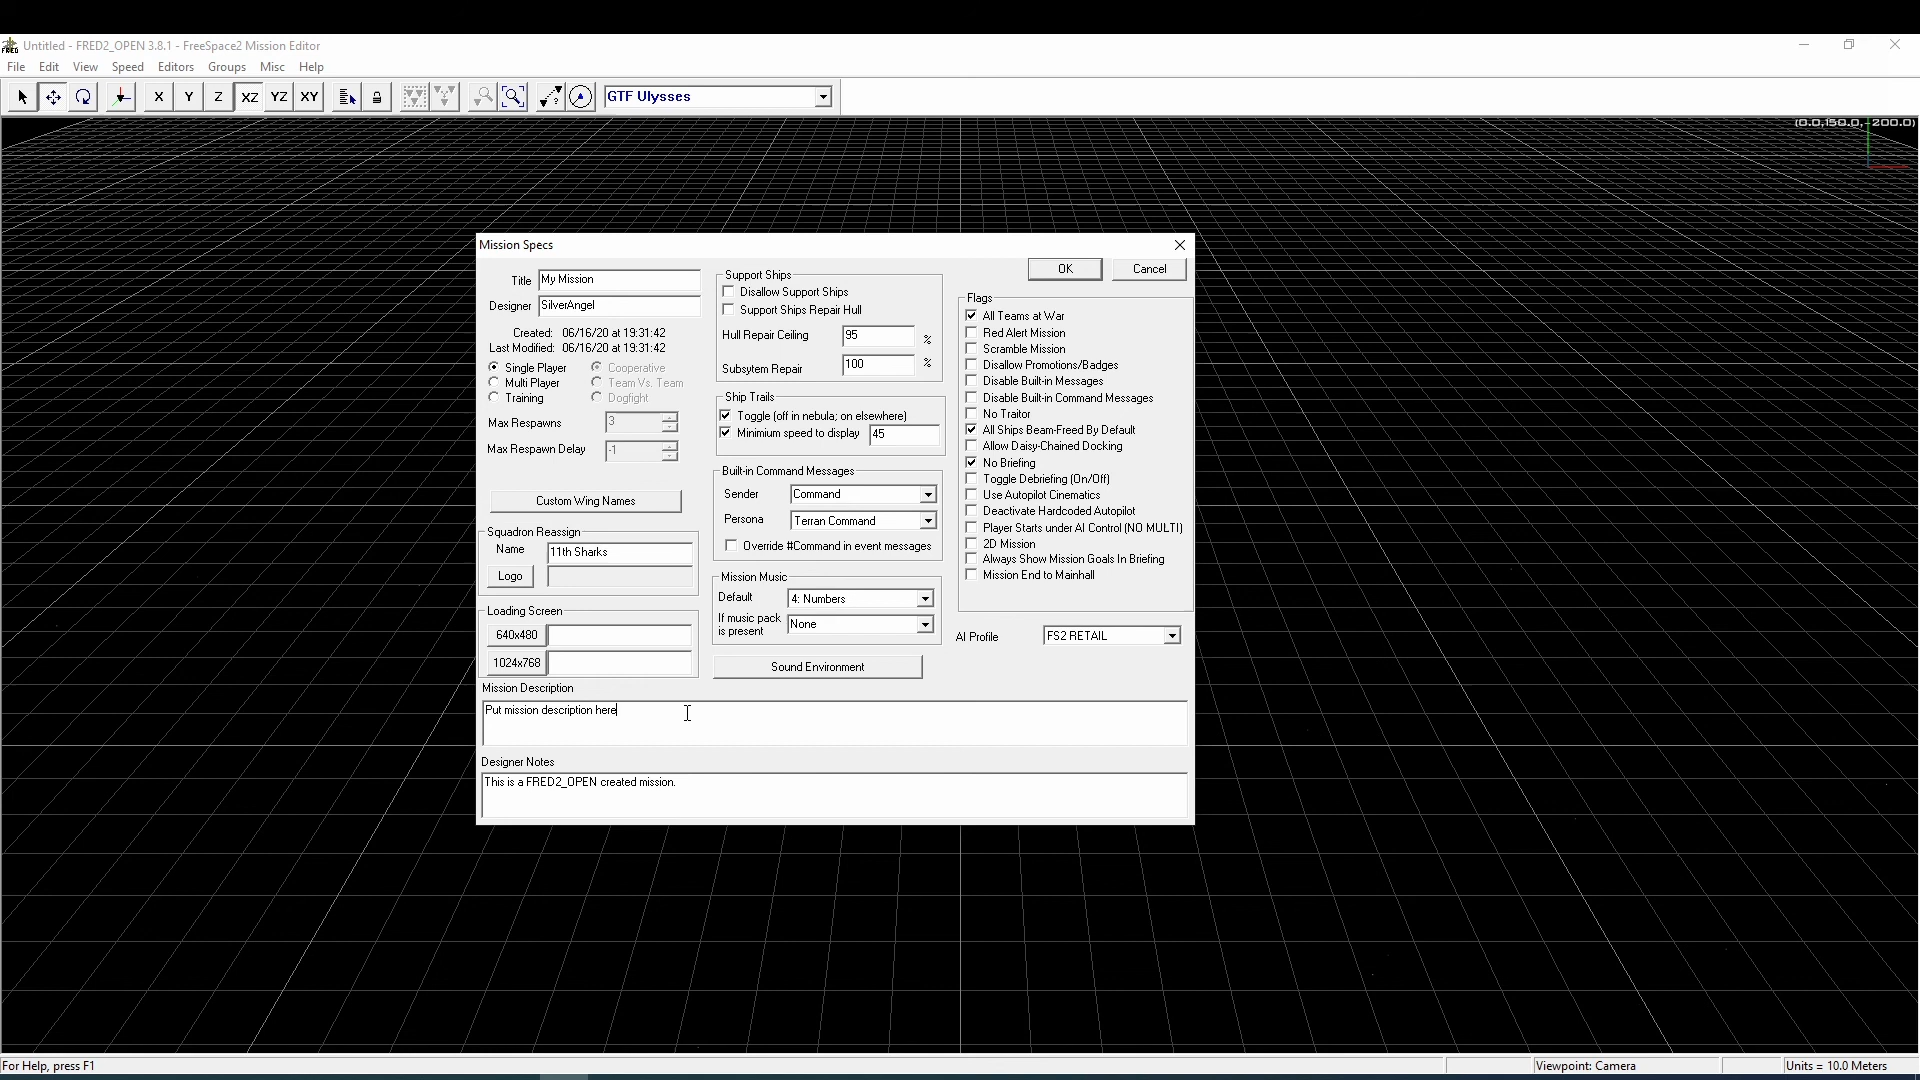 Untitled - FRED2_OPEN 3.8.1 - FreeSpace2 Mission Editor
File Edit View Speed Editors Groups Misc Help
X Y Z XZ YZ XY GTF Ulysses
(0.0,150.0,-200.0)
Mission Specs
Title My Mission
Designer SilverAngel
Created: 06/16/20 at 19:31:42
Last Modified: 06/16/20 at 19:31:42
Single Player Cooperative
Multi Player Team Vs. Team
Training Dogfight
Max Respawns 3
Max Respawn Delay -1
Custom Wing Names
Squadron Reassign
Name 11th Sharks
Logo
Loading Screen
640x480
1024x768
Support Ships
Disallow Support Ships
Support Ships Repair Hull
Hull Repair Ceiling 95 %
Subsytem Repair 100 %
Ship Trails
Toggle (off in nebula; on elsewhere)
Minimum speed to display 45
Built-in Command Messages
Sender Command
Persona Terran Command
Override #Command in event messages
Mission Music
Default 4: Numbers
If music pack
is present None
Sound Environment
OK Cancel
Flags
All Teams at War
Red Alert Mission
Scramble Mission
Disallow Promotions/Badges
Disable Built-in Messages
Disable Built-in Command Messages
No Traitor
All Ships Beam-Freed By Default
Allow Daisy-Chained Docking
No Briefing
Toggle Debriefing (On/Off)
Use Autopilot Cinematics
Deactivate Hardcoded Autopilot
Player Starts under AI Control (NO MULTI)
2D Mission
Always Show Mission Goals In Briefing
Mission End to Mainhall
AI Profile FS2 RETAIL
Mission Description
Put mission description here
Designer Notes
This is a FRED2_OPEN created mission.
For Help, press F1 Viewpoint: Camera Units = 10.0 Meters